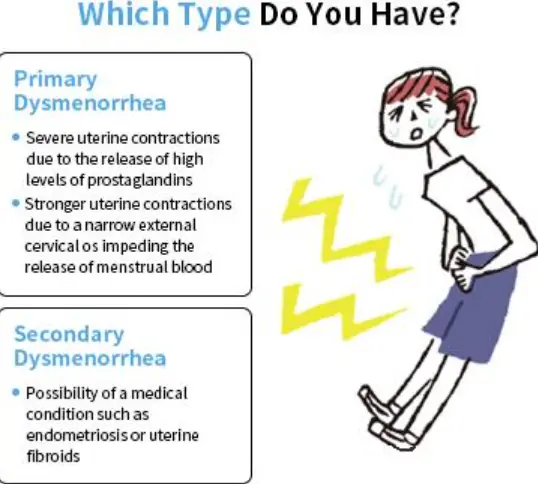 Which Type Do You Have?
Primary
Dysmenorrhea
• Severe uterine contractions
due to the release of high
levels of prostaglandins
• Stronger uterine contractions
due to a narrow external
cervical os impeding the
release of menstrual blood
Secondary
Dysmenorrhea
• Possibility of a medical
condition such as
endometriosis or uterine
fibroids